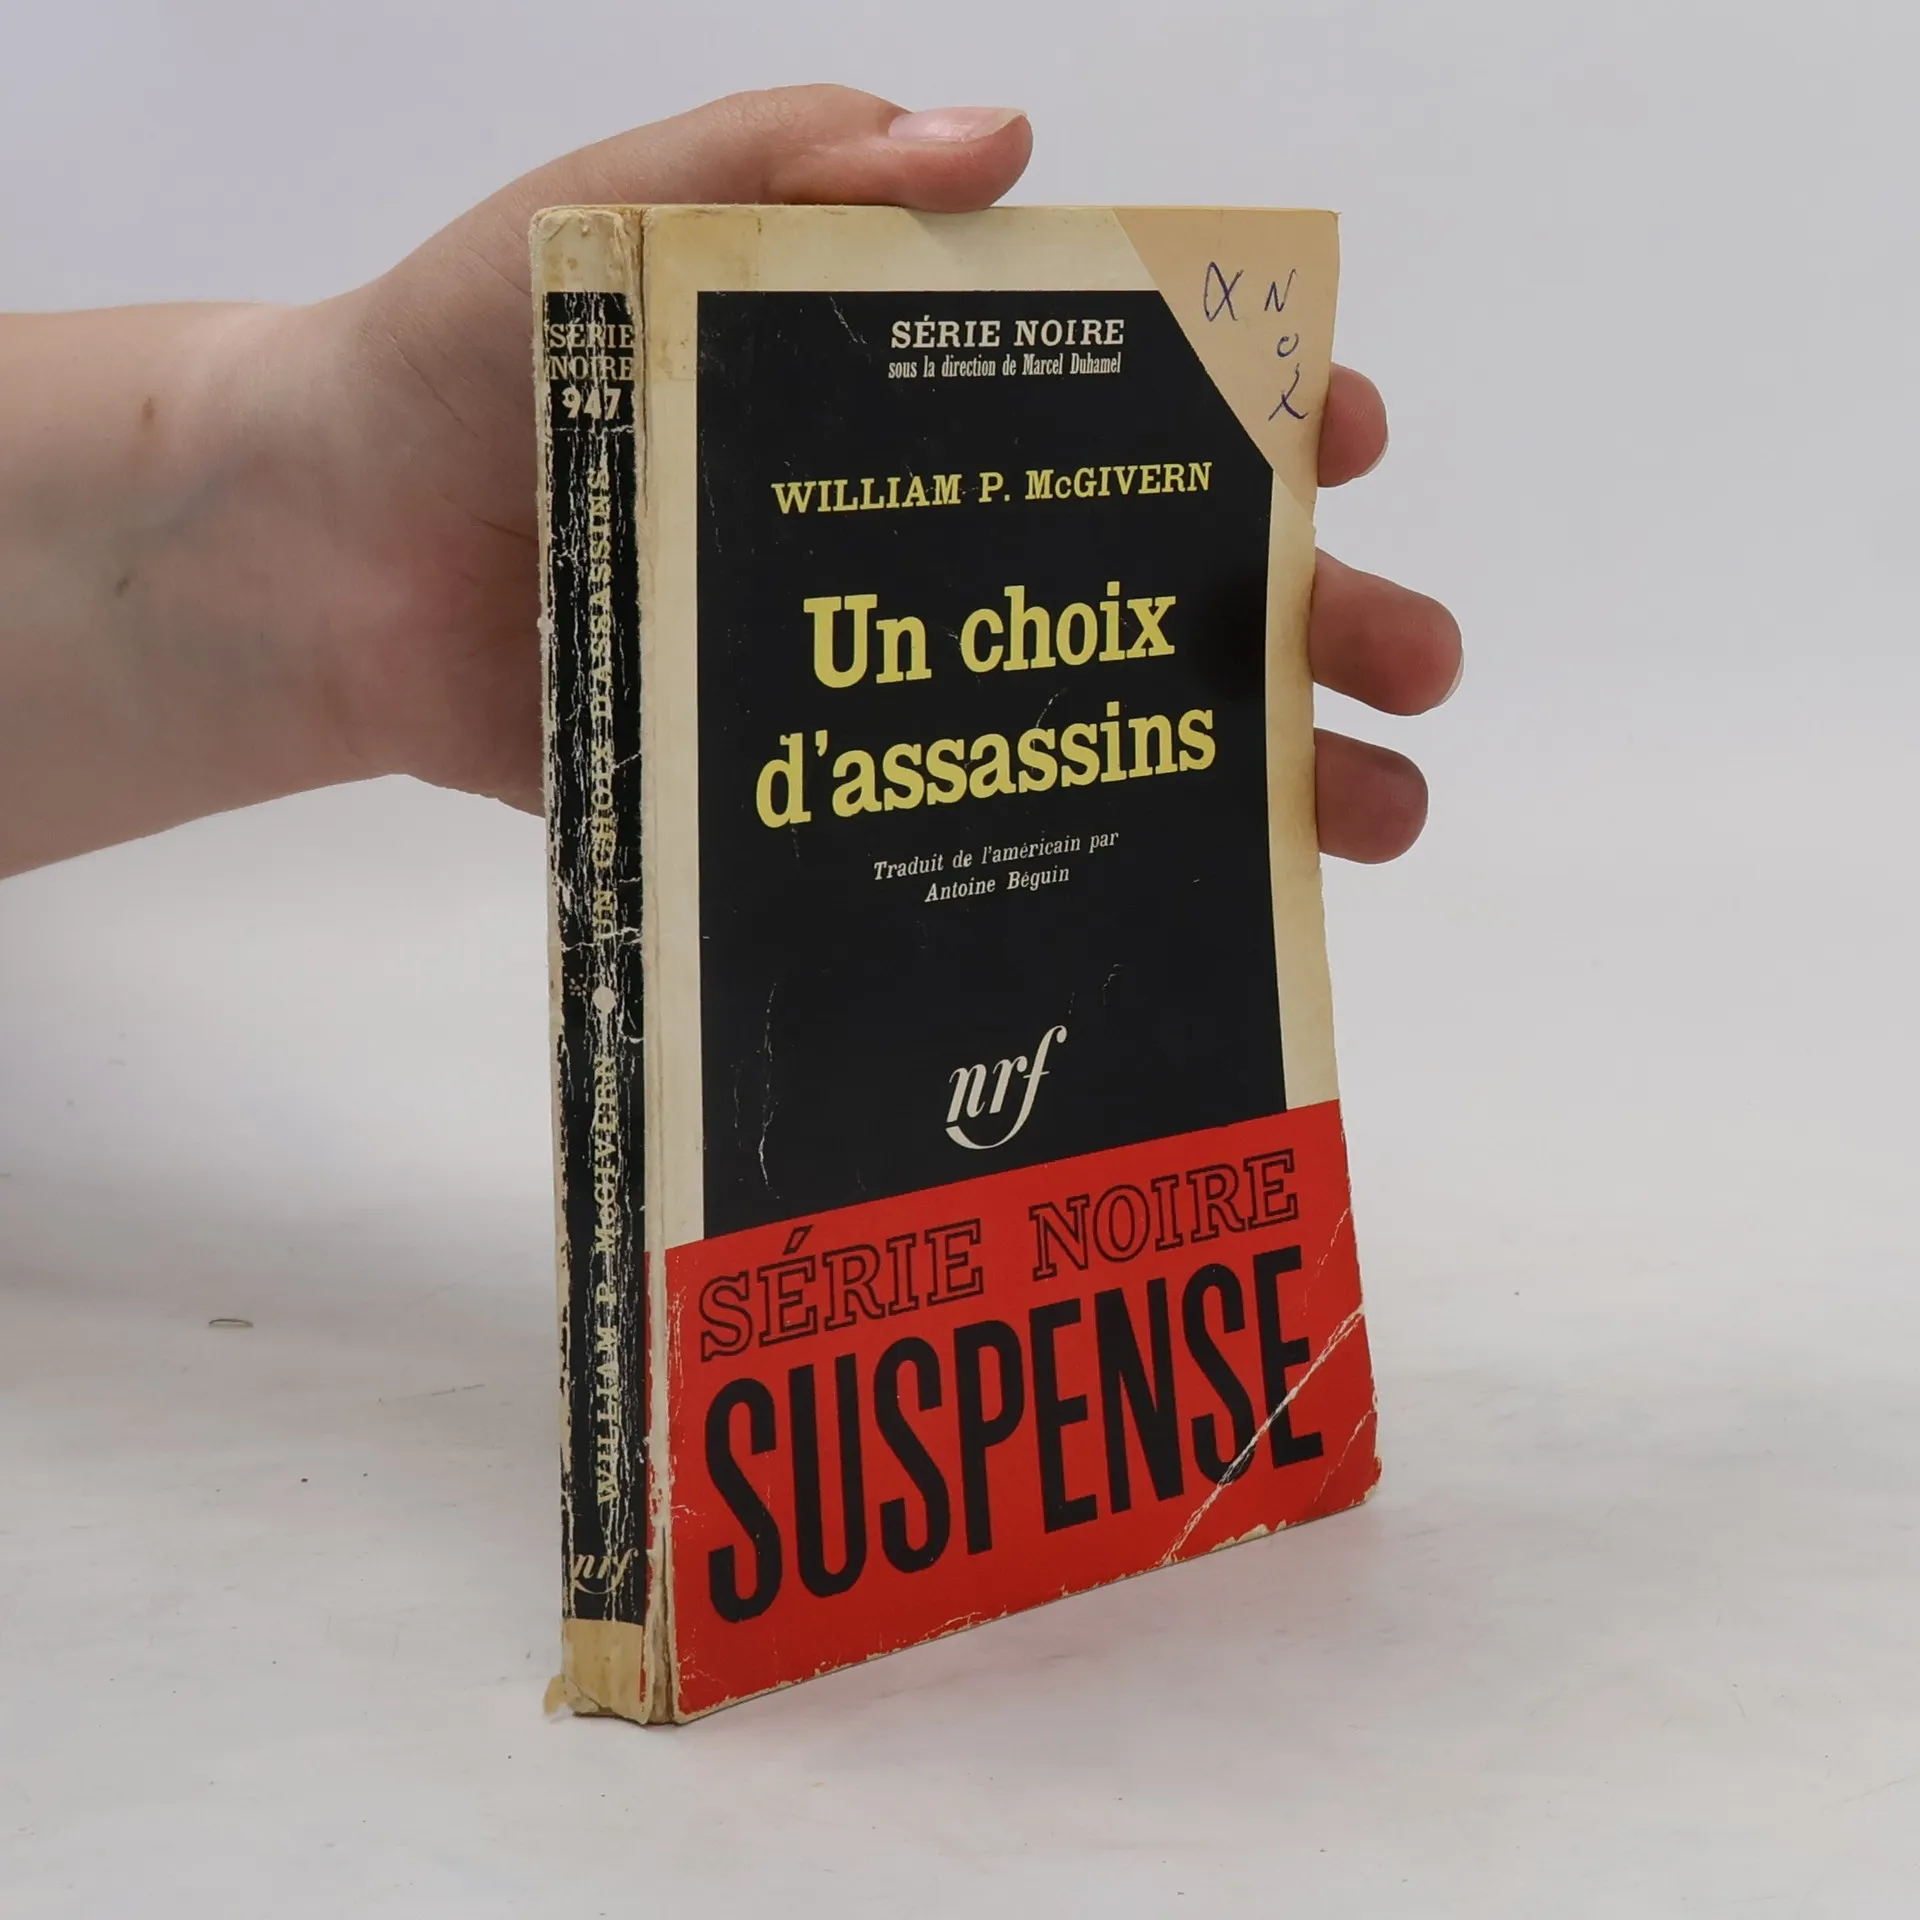 SÉRIE
NOIRE
947
WILLIAM P. McGIVERN ● UN CHOIX D'ASSASSINS
nrf
SÉRIE NOIRE
sous la direction de Marcel Duhamel
WILLIAM P. McGIVERN
Un choix
d'assassins
Traduit de l'américain par
Antoine Béguin
nrf
SÉRIE NOIRE
SUSPENSE